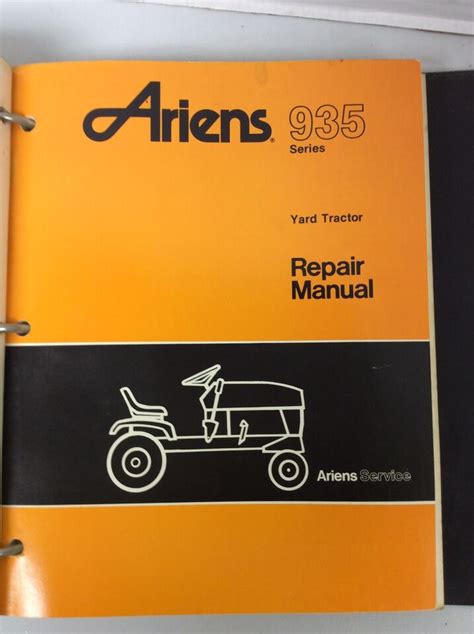 Ariens® 935
Series
Yard Tractor
Repair
Manual
Ariens Service